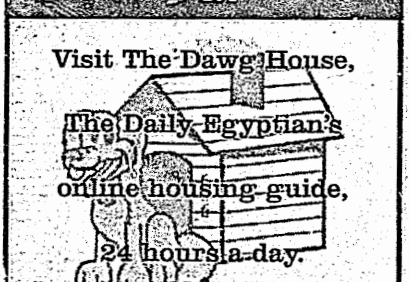 Visit The Dawg House,
The Daily Egyptian's
online housing guide,
24 hours a day.